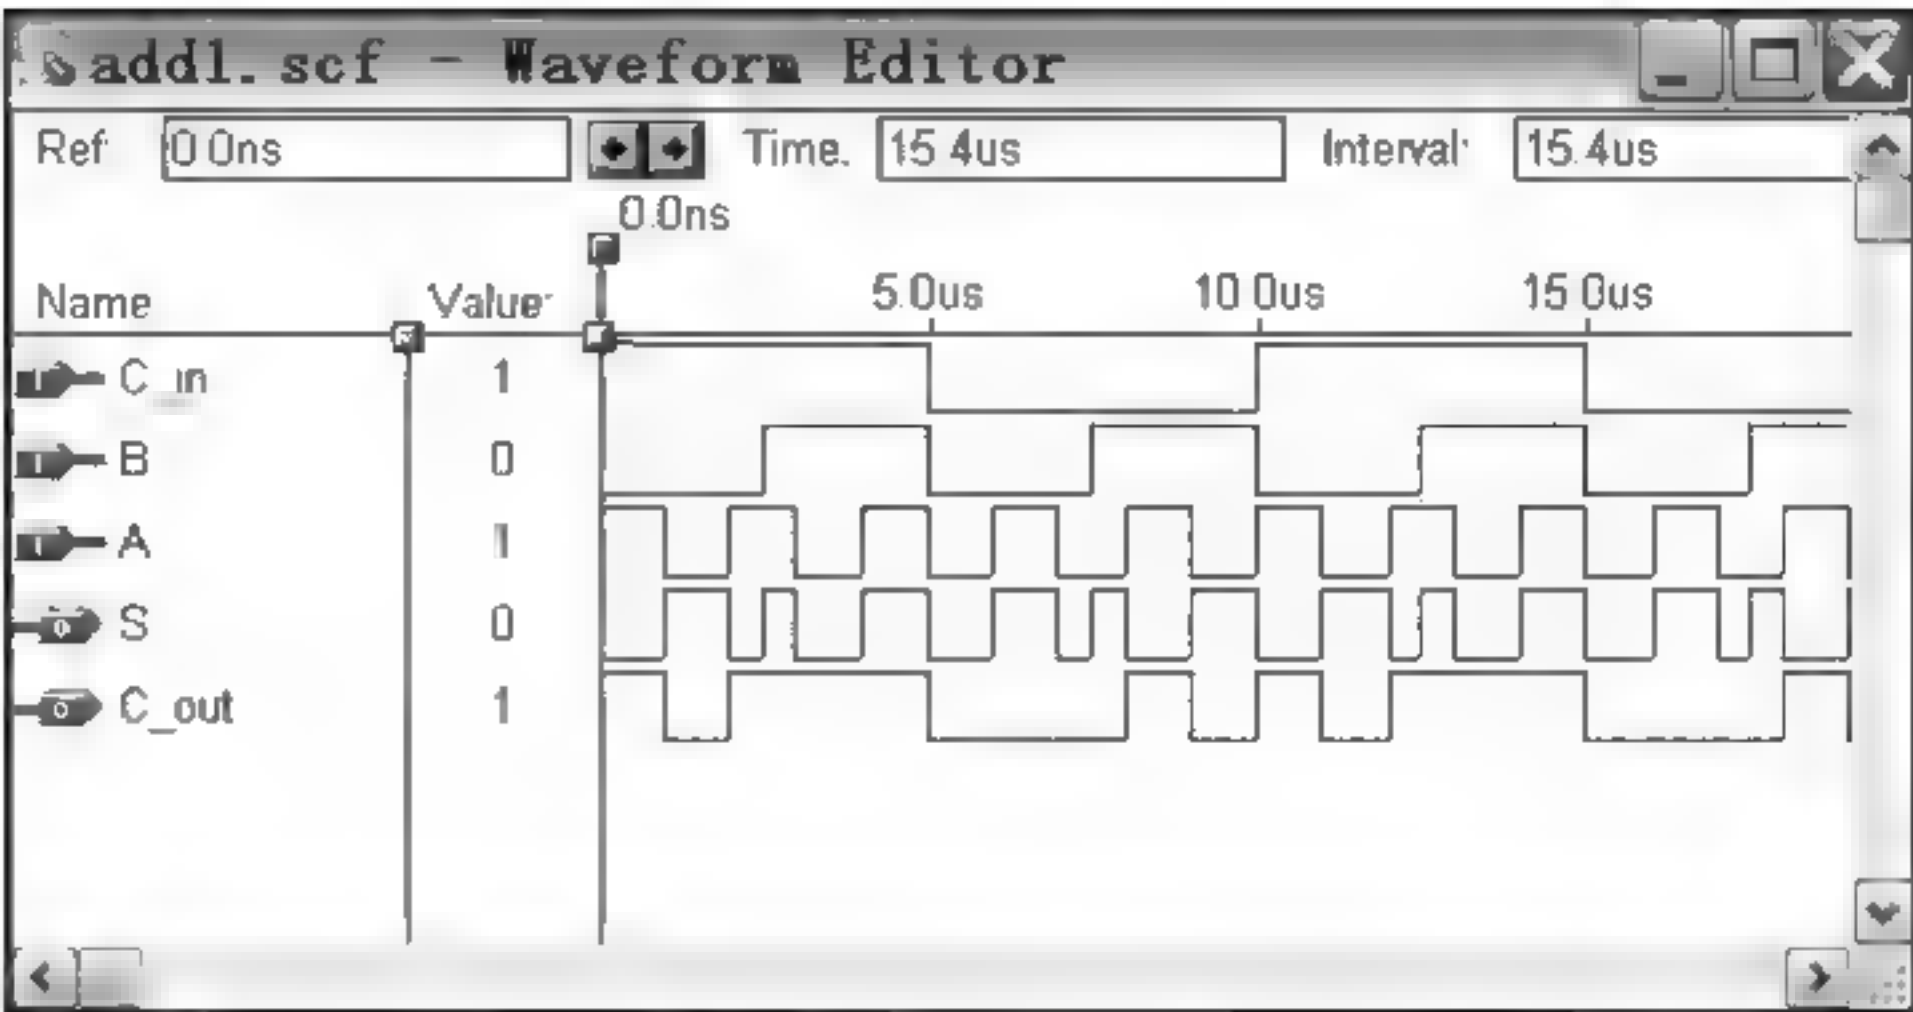 add1.scf - Waveform Editor
Ref: 0.0ns Time: 15.4us Interval: 15.4us
0.0ns
Name Value: 5.0us 10.0us 15.0us
C_in 1
B 0
A 1
S 0
C_out 1